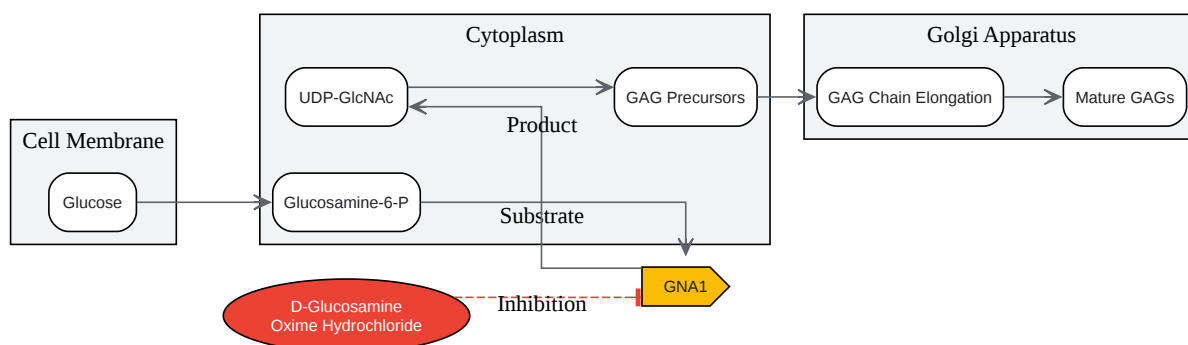 Cytoplasm
Golgi Apparatus
UDP-GlcNAc
GAG Precursors
GAG Chain Elongation
Mature GAGs
Product
Cell Membrane
Glucose
Glucosamine-6-P
Substrate
GNA1
D-Glucosamine
Oxime Hydrochloride
Inhibition